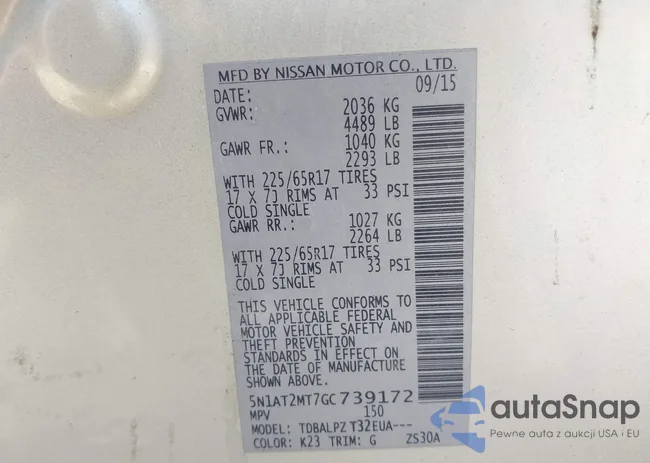 MFD BY NISSAN MOTOR CO., LTD.
DATE: 09/15
GVWR: 2036 KG
4489 LB
GAWR FR.: 1040 KG
2293 LB
WITH 225/65R17 TIRES
17 X 7J RIMS AT 33 PSI
COLD SINGLE
GAWR RR.: 1027 KG
2264 LB
WITH 225/65R17 TIRES
17 X 7J RIMS AT 33 PSI
COLD SINGLE
THIS VEHICLE CONFORMS TO
ALL APPLICABLE FEDERAL
MOTOR VEHICLE SAFETY AND
THEFT PREVENTION
STANDARDS IN EFFECT ON
THE DATE OF MANUFACTURE
SHOWN ABOVE.
5N1AT2MT7GC739172
MPV 150
MODEL: TDBALPZ T32EUA---
COLOR: K23 TRIM: G ZS30A
autoSnap
Pewne auta z aukcji USA i EU